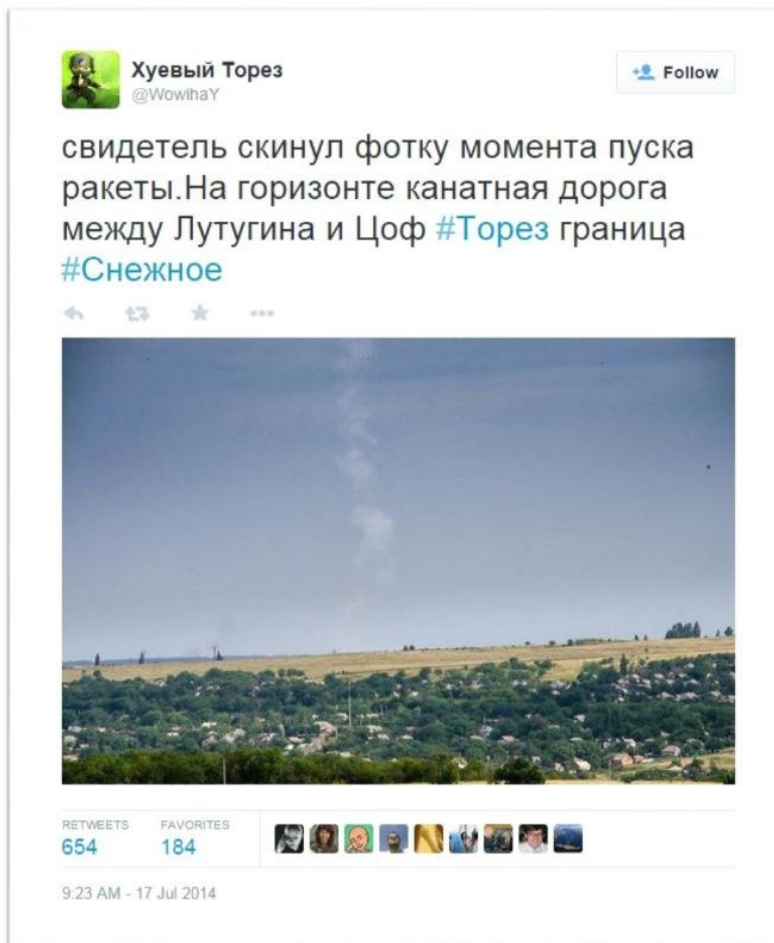 Хуевый Торез
@WowihaY
Follow
свидетель скинул фотку момента пуска
ракеты.На горизонте канатная дорога
между Лутугина и Цоф #Торез граница
#Снежное
RETWEETS
654
FAVORITES
184
9:23 AM - 17 Jul 2014